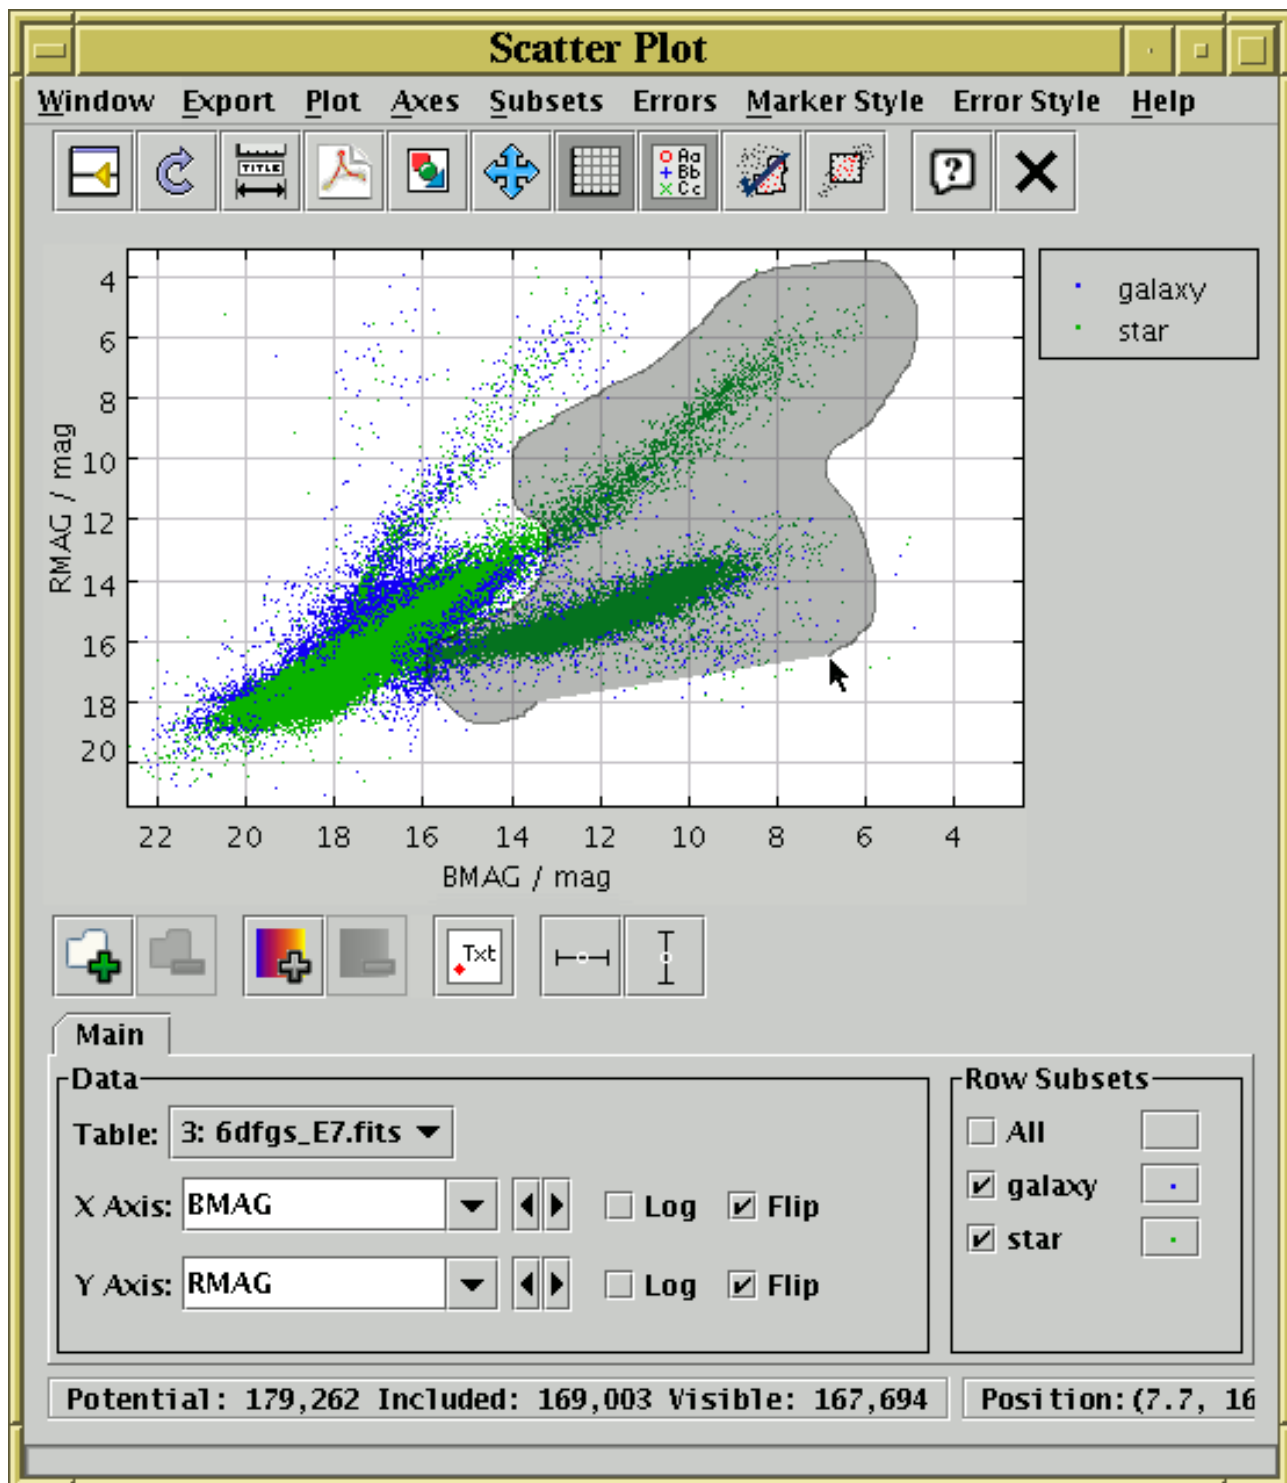 Scatter Plot
Window Export Plot Axes Subsets Errors Marker Style Error Style Help
TITLE
Aa
Bb
Cc
?
galaxy
star
4
6
8
10
12
14
16
18
20
RMAG / mag
22 20 18 16 14 12 10 8 6 4
BMAG / mag
Txt
Main
Data
Row Subsets
Table: 3: 6dfgs_E7.fits
All
X Axis: BMAG Log Flip
galaxy
star
Y Axis: RMAG Log Flip
Potential: 179,262 Included: 169,003 Visible: 167,694 Position:(7.7, 16